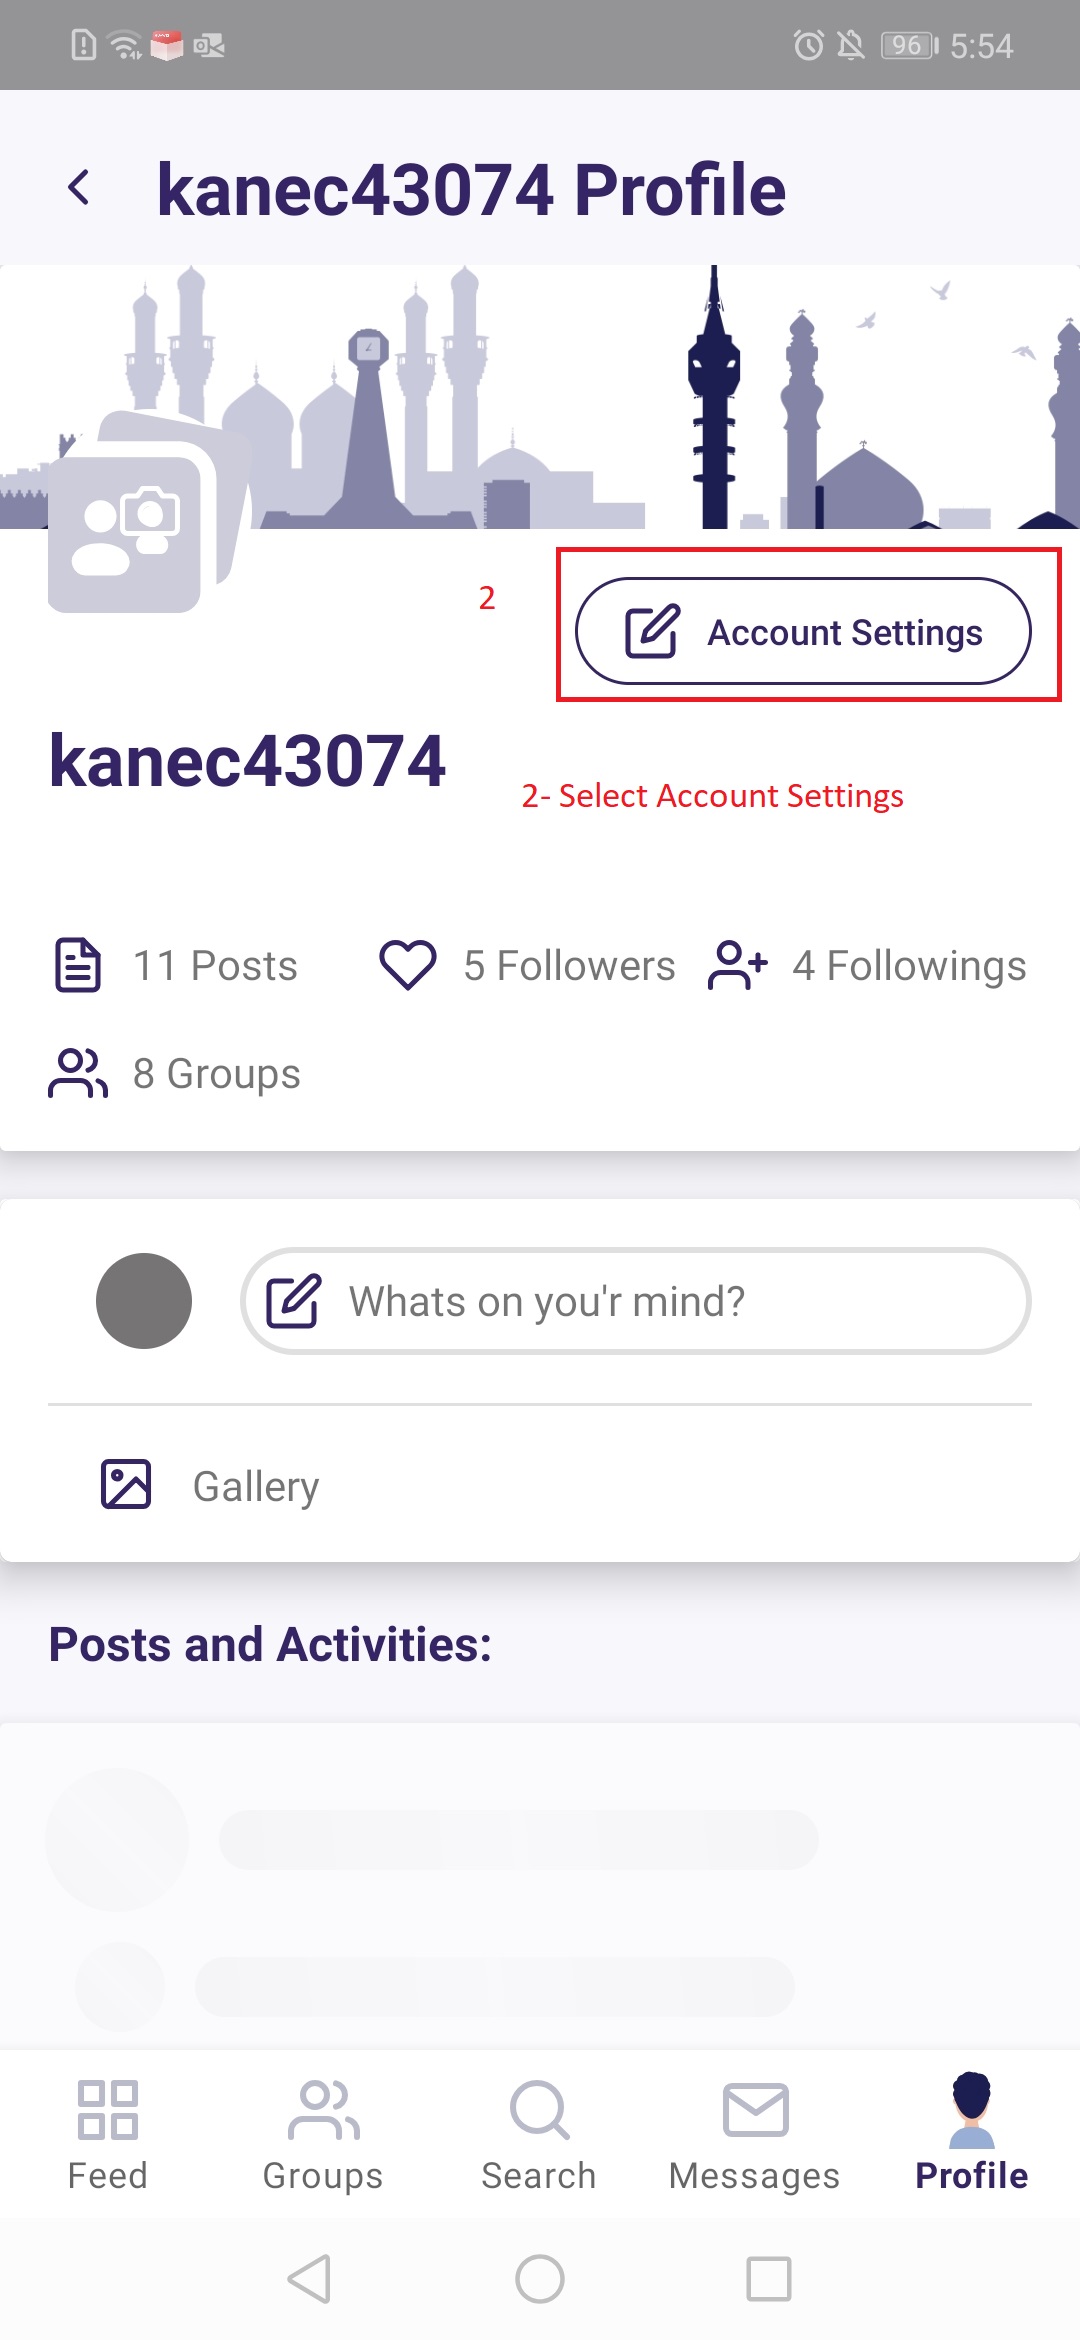 96 5:54
kanec43074 Profile
2
Account Settings
kanec43074
2- Select Account Settings
11 Posts
5 Followers
4 Followings
8 Groups
Whats on you'r mind?
Gallery
Posts and Activities:
Feed
Groups
Search
Messages
Profile